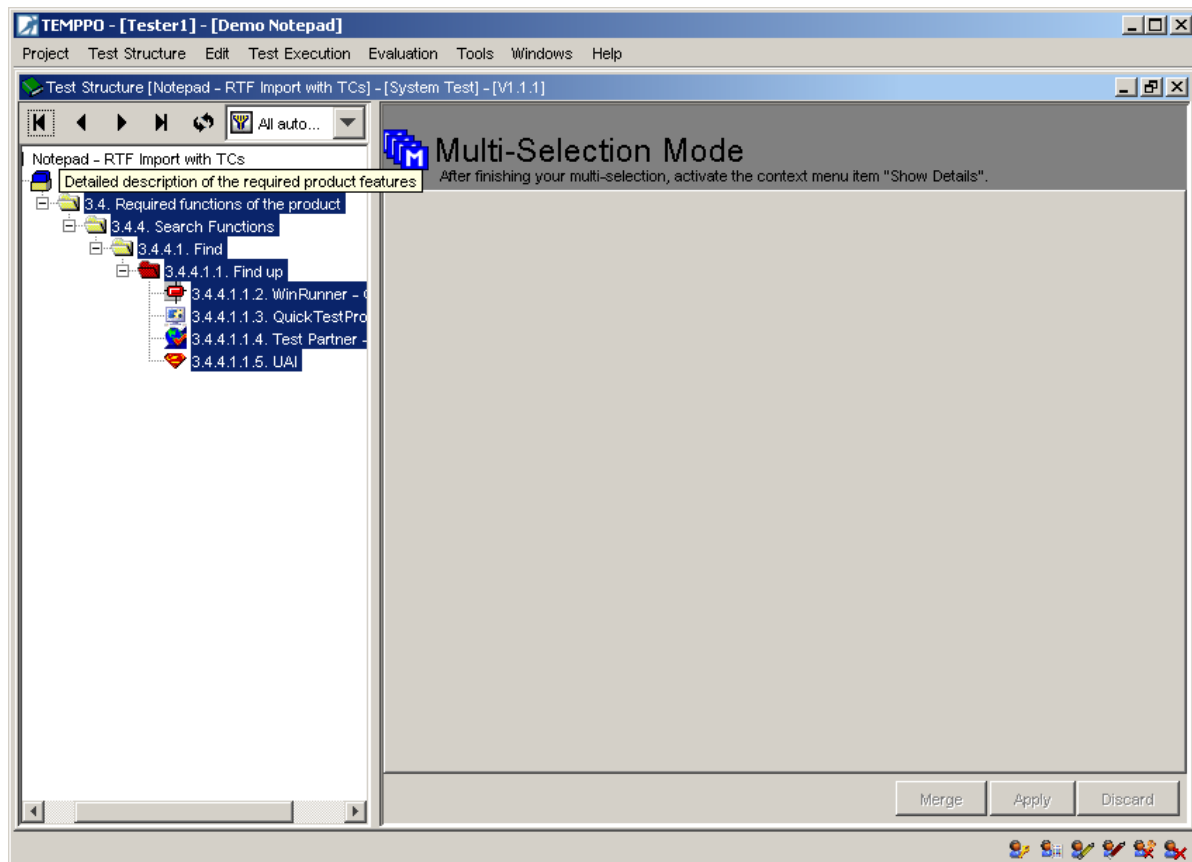 TEMPPO - [Tester1] - [Demo Notepad]
Project Test Structure Edit Test Execution Evaluation Tools Windows Help
Test Structure [Notepad - RTF Import with TCs] - [System Test] - [V1.1.1]
All auto...
Multi-Selection Mode
After finishing your multi-selection, activate the context menu item "Show Details".
Notepad - RTF Import with TCs
Detailed description of the required product features
3.4. Required functions of the product
3.4.4. Search Functions
3.4.4.1. Find
3.4.4.1.1. Find up
3.4.4.1.1.2. WinRunner -
3.4.4.1.1.3. QuickTestPro
3.4.4.1.1.4. Test Partner -
3.4.4.1.1.5. UAI
Merge Apply Discard